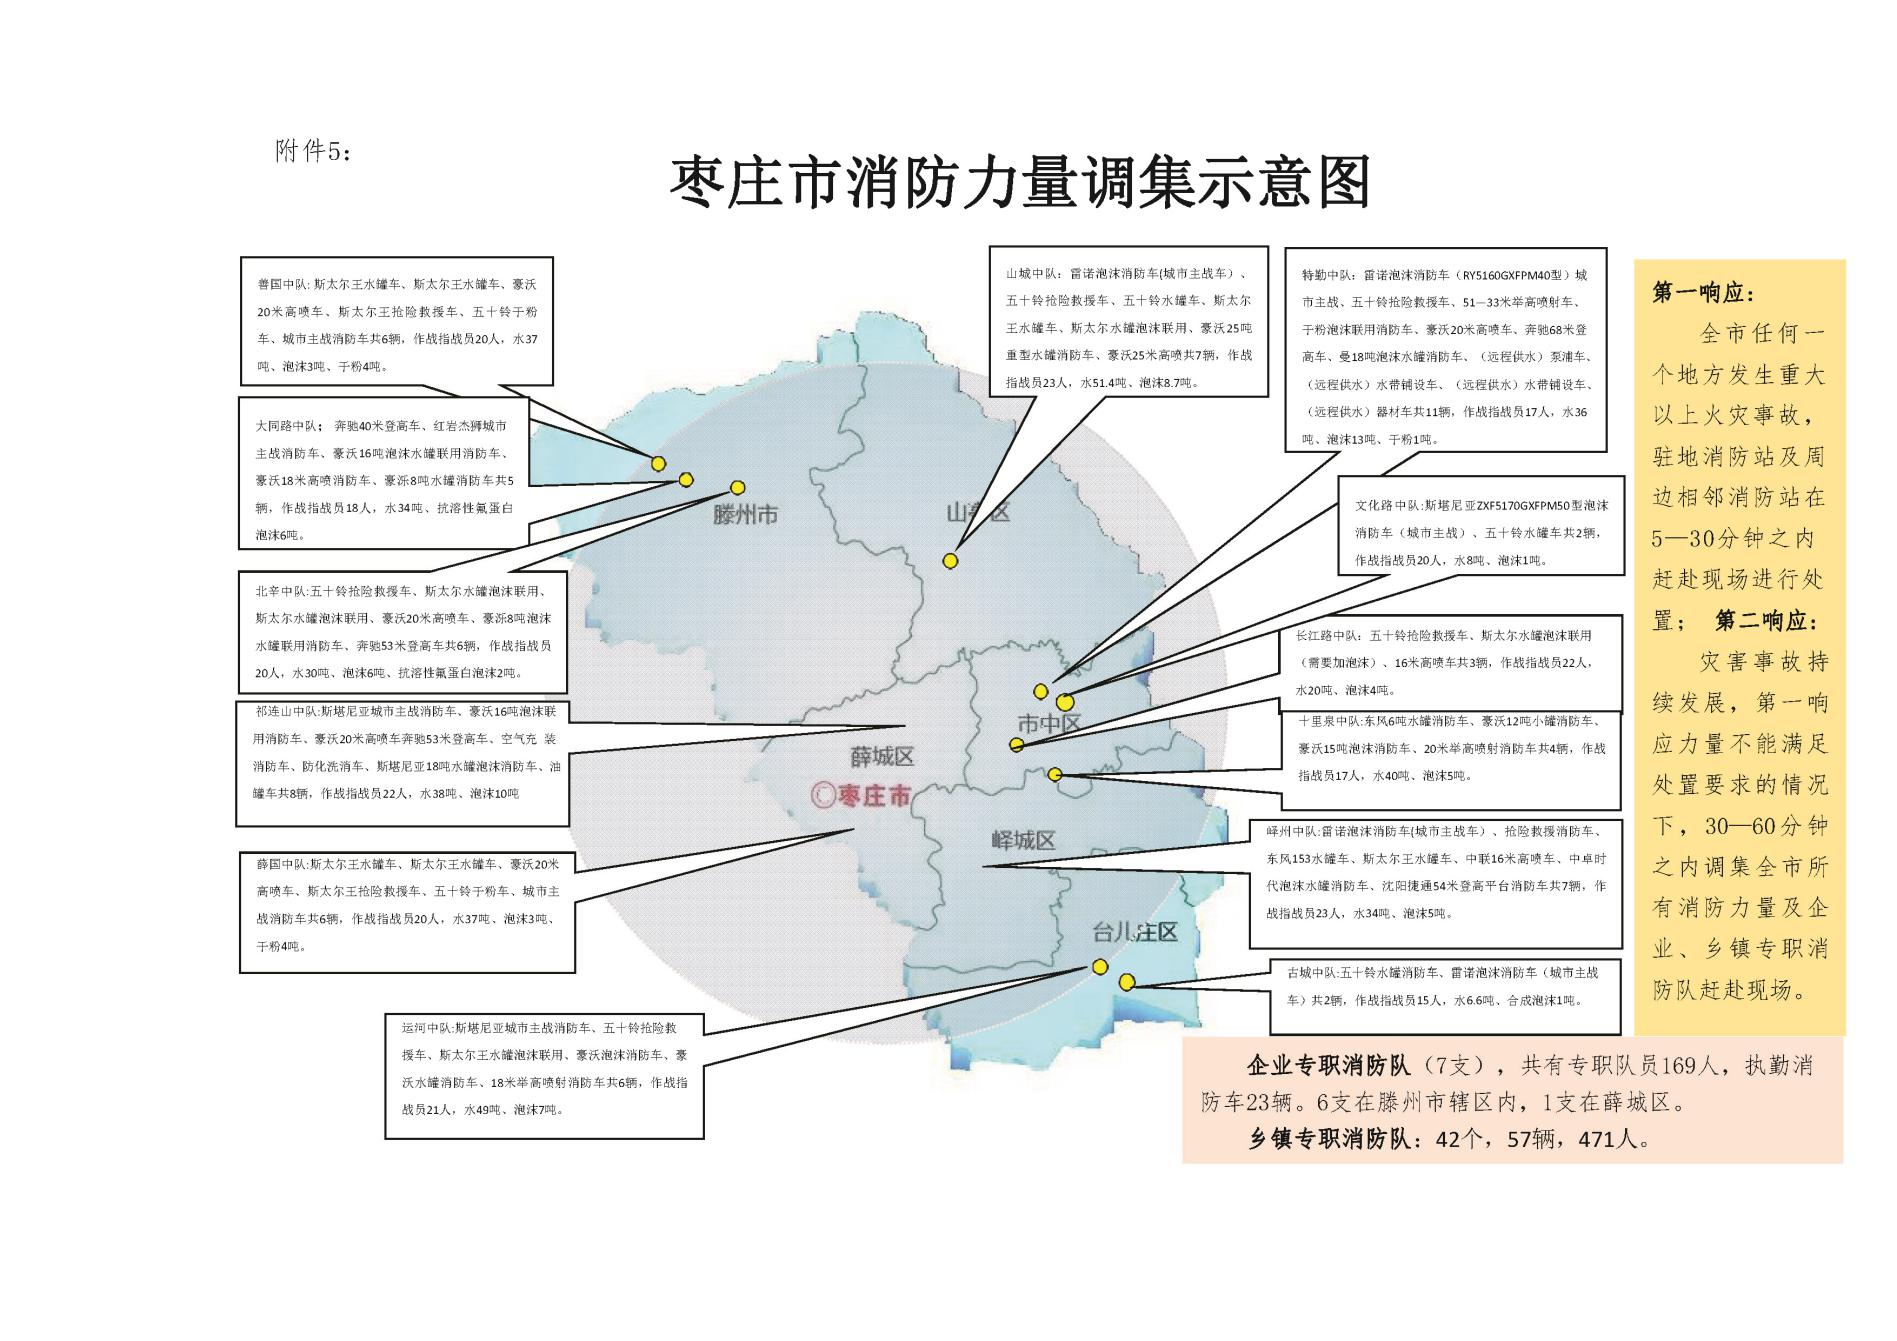 附件5：
枣庄市消防力量调集示意图
善国中队: 斯太尔王水罐车、斯太尔王水罐车、豪沃
20米高喷车、斯太尔王抢险救援车、五十铃干粉
车、城市主战消防车共6辆，作战指战员20人，水37
吨、泡沫3吨、干粉4吨。
大同路中队； 奔驰40米登高车、红岩杰狮城市
主战消防车、豪沃16吨泡沫水罐联用消防车、
豪沃18米高喷消防车、豪泺8吨水罐消防车共5
辆，作战指战员18人，水34吨、抗溶性氟蛋白
泡沫6吨。
北辛中队:五十铃抢险救援车、斯太尔水罐泡沫联用、
斯太尔水罐泡沫联用、豪沃20米高喷车、豪泺8吨泡沫
水罐联用消防车、奔驰53米登高车共6辆，作战指战员
20人，水30吨、泡沫6吨、抗溶性氟蛋白泡沫2吨。
祁连山中队:斯堪尼亚城市主战消防车、豪沃16吨泡沫联
用消防车、豪沃20米高喷车奔驰53米登高车、空气充 装
消防车、防化洗消车、斯堪尼亚18吨水罐泡沫消防车、油
罐车共8辆，作战指战员22人，水38吨、泡沫10吨
薛国中队:斯太尔王水罐车、斯太尔王水罐车、豪沃20米
高喷车、斯太尔王抢险救援车、五十铃干粉车、城市主
战消防车共6辆，作战指战员20人，水37吨、泡沫3吨、
干粉4吨。
运河中队:斯堪尼亚城市主战消防车、五十铃抢险救
援车、斯太尔王水罐泡沫联用、豪沃泡沫消防车、豪
沃水罐消防车、18米举高喷射消防车共6辆，作战指
战员21人，水49吨、泡沫7吨。
山城中队：雷诺泡沫消防车(城市主战车）、
五十铃抢险救援车、五十铃水罐车、斯太尔
王水罐车、斯太尔水罐泡沫联用、豪沃25吨
重型水罐消防车、豪沃25米高喷共7辆，作战
指战员23人，水51.4吨、泡沫8.7吨。
特勤中队：雷诺泡沫消防车（RY5160GXFPM40型）城
市主战、五十铃抢险救援车、51－33米举高喷射车、
干粉泡沫联用消防车、豪沃20米高喷车、奔驰68米登
高车、曼18吨泡沫水罐消防车、（远程供水）泵浦车、
（远程供水）水带铺设车、（远程供水）水带铺设车、
（远程供水）器材车共11辆，作战指战员17人，水36
吨、泡沫13吨、干粉1吨。
文化路中队:斯堪尼亚ZXF5170GXFPM50型泡沫
消防车（城市主战）、五十铃水罐车共2辆，
作战指战员20人，水8吨、泡沫1吨。
长江路中队：五十铃抢险救援车、斯太尔水罐泡沫联用
（需要加泡沫）、16米高喷车共3辆，作战指战员22人，
水20吨、泡沫4吨。
十里泉中队:东风6吨水罐消防车、豪沃12吨小罐消防车、
豪沃15吨泡沫消防车、20米举高喷射消防车共4辆，作战
指战员17人，水40吨、泡沫5吨。
峄州中队:雷诺泡沫消防车(城市主战车）、抢险救援消防车、
东风153水罐车、斯太尔王水罐车、中联16米高喷车、中卓时
代泡沫水罐消防车、沈阳捷通54米登高平台消防车共7辆，作
战指战员23人，水34吨、泡沫5吨。
古城中队:五十铃水罐消防车、雷诺泡沫消防车（城市主战
车）共2辆，作战指战员15人，水6.6吨、合成泡沫1吨。
滕州市
山亭区
市中区
薛城区
枣庄市
峄城区
台儿庄区
第一响应：
全市任何一
个地方发生重大
以上火灾事故，
驻地消防站及周
边相邻消防站在
5—30分钟之内
赶赴现场进行处
置； 第二响应：
灾害事故持
续发展，第一响
应力量不能满足
处置要求的情况
下，30—60分钟
之内调集全市所
有消防力量及企
业、乡镇专职消
防队赶赴现场。
企业专职消防队（7支），共有专职队员169人，执勤消
防车23辆。6支在滕州市辖区内，1支在薛城区。
乡镇专职消防队：42个，57辆，471人。